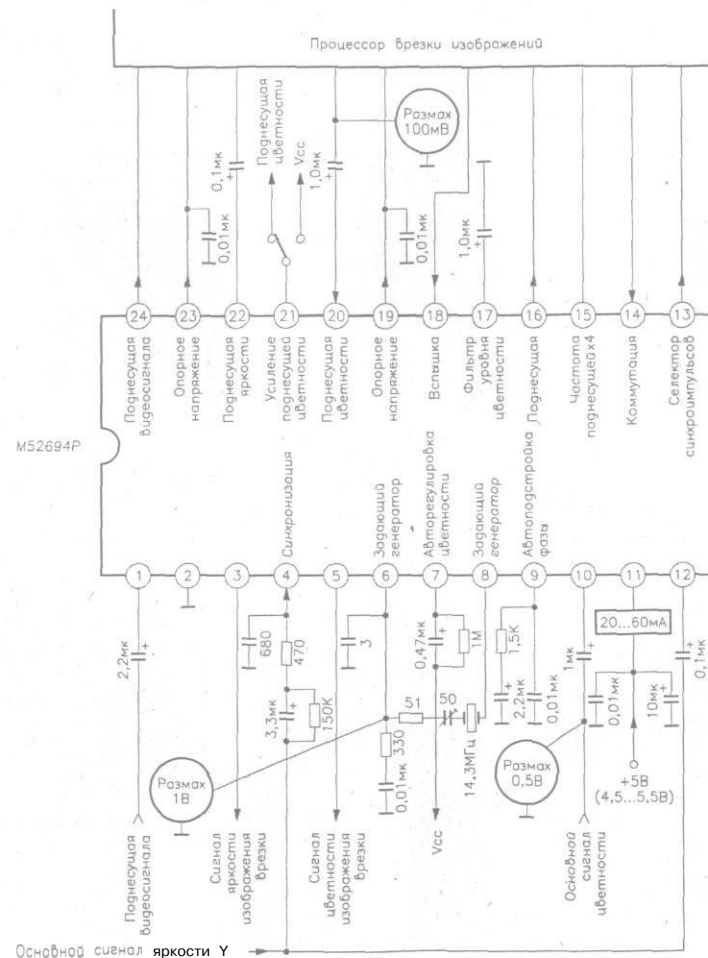 Процессор врезки изображений
Поднесущая
цветности
Vcc
Размах
100мВ
0,1мк
+
1,0мк
+
0,01мк
0,01мк
1,0мк
+
24
23
22
21
20
19
18
17
16
15
14
13
Поднесущая
видеосигнала
Опорное
напряжение
Поднесущая
яркости
Усиление
поднесущей
цветности
Поднесущая
цветности
Опорное
напряжение
Вспышка
Фильтр
уровня
цветности
Поднесущая
Частота
поднесущей x4
Коммутация
Селектор
синхроимпульсов
M52694P
Синхронизация
Задающий
генератор
Авторегулировка
цветности
Задающий
генератор
Автоподстройка
фазы
1
2
3
4
5
6
7
8
9
10
11
12
2,2мк
+
680
470
3,3мк
+
150К
3
0,47мк
+
1М
51
50
330
0,01мк
14,3МГц
1,5К
2,2мк
+
0,01мк
1мк
+
20...60мА
0,01мк
10мк
+
0,1мк
+
Размах
1В
Размах
0,5В
+5В
(4,5...5,5В)
Поднесущая
видеосигнала
Сигнал
яркости
изображения
врезки
Сигнал
цветности
изображения
врезки
Vcc
Основной
сигнал
цветности
Основной сигнал яркости Y